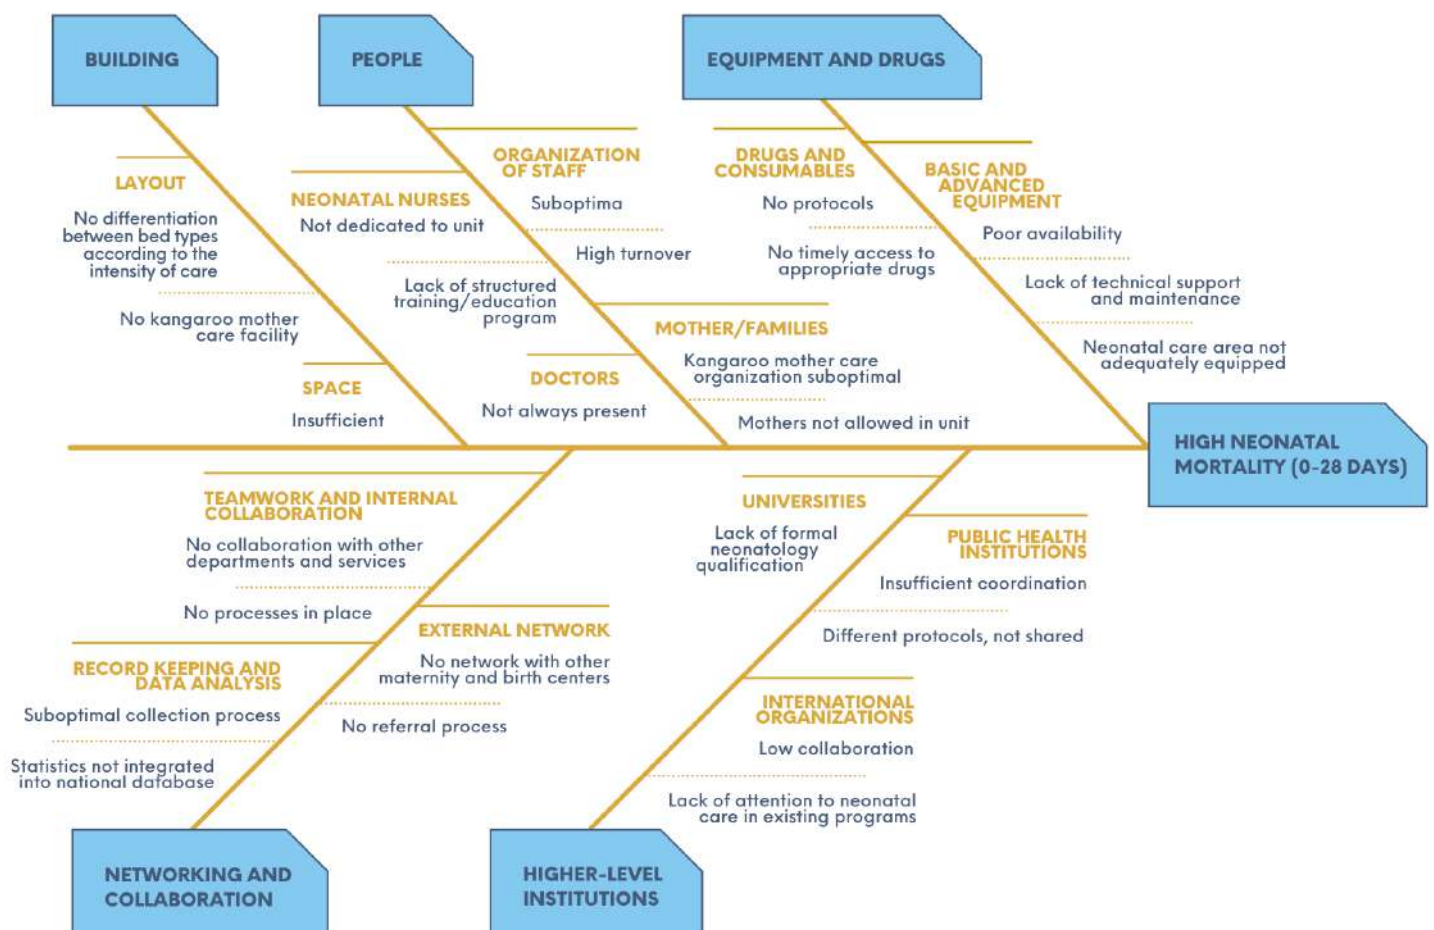 BUILDING
PEOPLE
EQUIPMENT AND DRUGS
LAYOUT
No differentiation
between bed types
according to the
intensity of care
No kangaroo mother
care facility
SPACE
Insufficient
NEONATAL NURSES
Not dedicated to unit
Lack of structured
training/education
program
DOCTORS
Not always present
ORGANIZATION
OF STAFF
Suboptima
High turnover
MOTHER/FAMILIES
Kangaroo mother care
organization suboptimal
Mothers not allowed in unit
DRUGS AND
CONSUMABLES
No protocols
No timely access to
appropriate drugs
BASIC AND
ADVANCED
EQUIPMENT
Poor availability
Lack of technical support
and maintenance
Neonatal care area not
adequately equipped
HIGH NEONATAL
MORTALITY (0-28 DAYS)
TEAMWORK AND INTERNAL
COLLABORATION
No collaboration with other
departments and services
No processes in place
RECORD KEEPING AND
DATA ANALYSIS
Suboptimal collection process
Statistics not integrated
into national database
EXTERNAL NETWORK
No network with other
maternity and birth centers
No referral process
UNIVERSITIES
Lack of formal
neonatology
qualification
PUBLIC HEALTH
INSTITUTIONS
Insufficient coordination
Different protocols, not shared
INTERNATIONAL
ORGANIZATIONS
Low collaboration
Lack of attention to neonatal
care in existing programs
NETWORKING AND
COLLABORATION
HIGHER-LEVEL
INSTITUTIONS